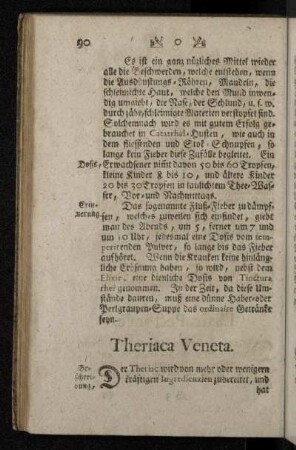 90
Es ist ein ganz nüzliches Mittel wieder
alle die Beschwerden, welche entstehen, wenn
die Ausdünstungs-Röhren, Mandeln, die
schleimichte Haut, welche den Mund inwen-
dig umgiebt, die Nase, der Schlund, u. s. w.
durch zähe, schleimige Materien verstopfet sind.
Solchemnach wird es mit gutem Erfolg ge-
brauchet in Catarrhal-Husten, wie auch in
dem fliessenden und Stok-Schnupfen, so
lange kein Fieber diese Zufälle begleitet. Ein
Dosis, Erwachsener nimt davon 50 bis 60 Tropfen,
kleine Kinder 8 bis 10, und ältere Kinder
20 bis 30 Tropfen in säuerlichtem Thee-Was-
ser, Vor- und Nachmittags.
Erin-
nerung.
Das sogenannte Fluß-Fieber zu dämpf-
fen, welches zuweilen sich einfindet, giebt
man des Abends, um 5, ferner um 7 und
um 10 Uhr, jedesmal eine Dosis vom tem-
perirenden Pulver, so lange bis das Fieber
aufhöret. Wenn die Kranken keine hinläng-
liche Eröfnung haben, so wird, nebst dem
Elixir, eine dienliche Dosis von Tinctura
rhei genommen. In der Zeit, da diese Um-
stände dauren, muß eine dünne Haber- oder
Perlgraupen-Suppe das ordinaire Getränke
seyn.
Theriaca Veneta.
Be-
schrei-
bung,
Der Theriac wird von mehr oder wenigern
kräftigen Ingredienzien zubereitet, und
hat